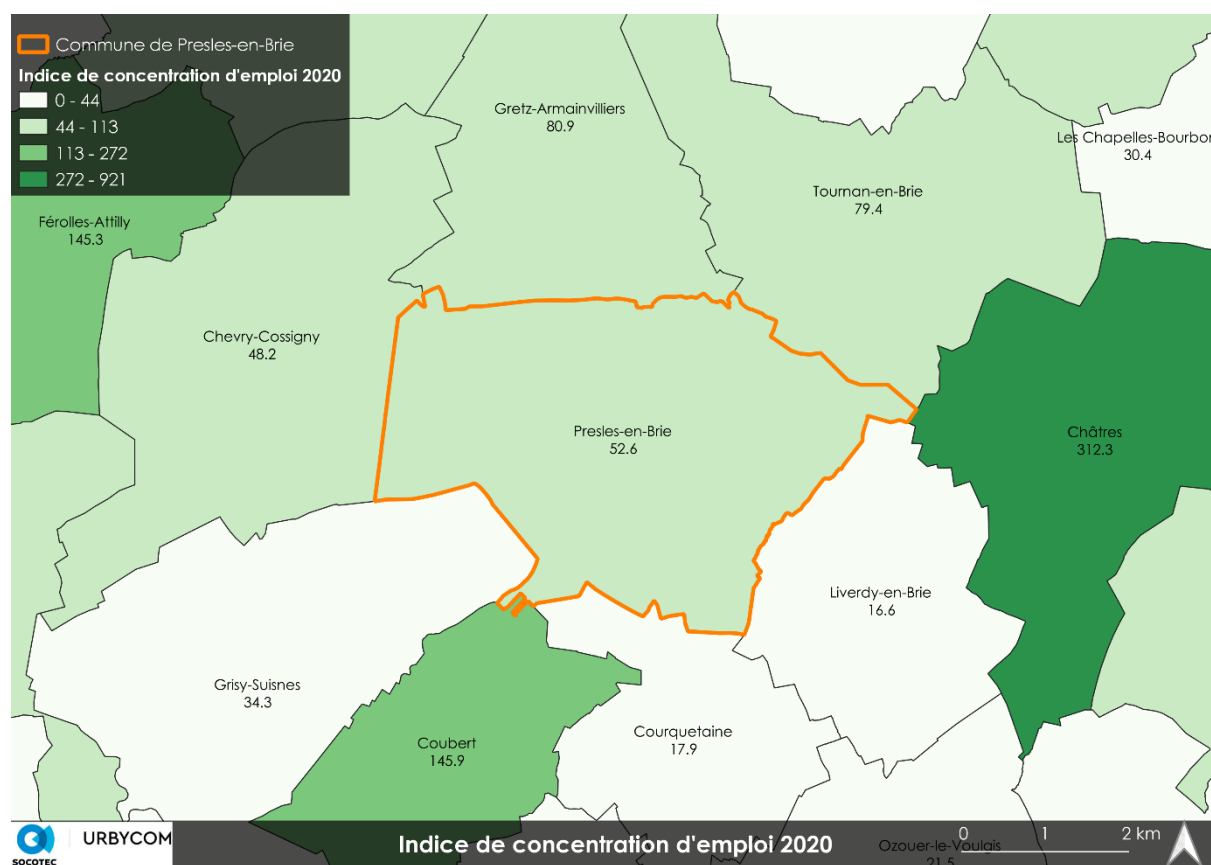 Commune de Presles-en-Brie
Indice de concentration d'emploi 2020
0 - 44
44 - 113
113 - 272
272 - 921
Gretz-Armainvilliers
80.9
Les Chapelles-Bourbon
30.4
Tournan-en-Brie
79.4
Férolles-Attilly
145.3
Chevry-Cossigny
48.2
Presles-en-Brie
52.6
Châtres
312.3
Liverdy-en-Brie
16.6
Grisy-Suisnes
34.3
Coubert
145.9
Courquetaine
17.9
Ozouer-le-Voulgis
21.5
SOCOTEC
URBYCOM
Indice de concentration d'emploi 2020
0 1 2 km